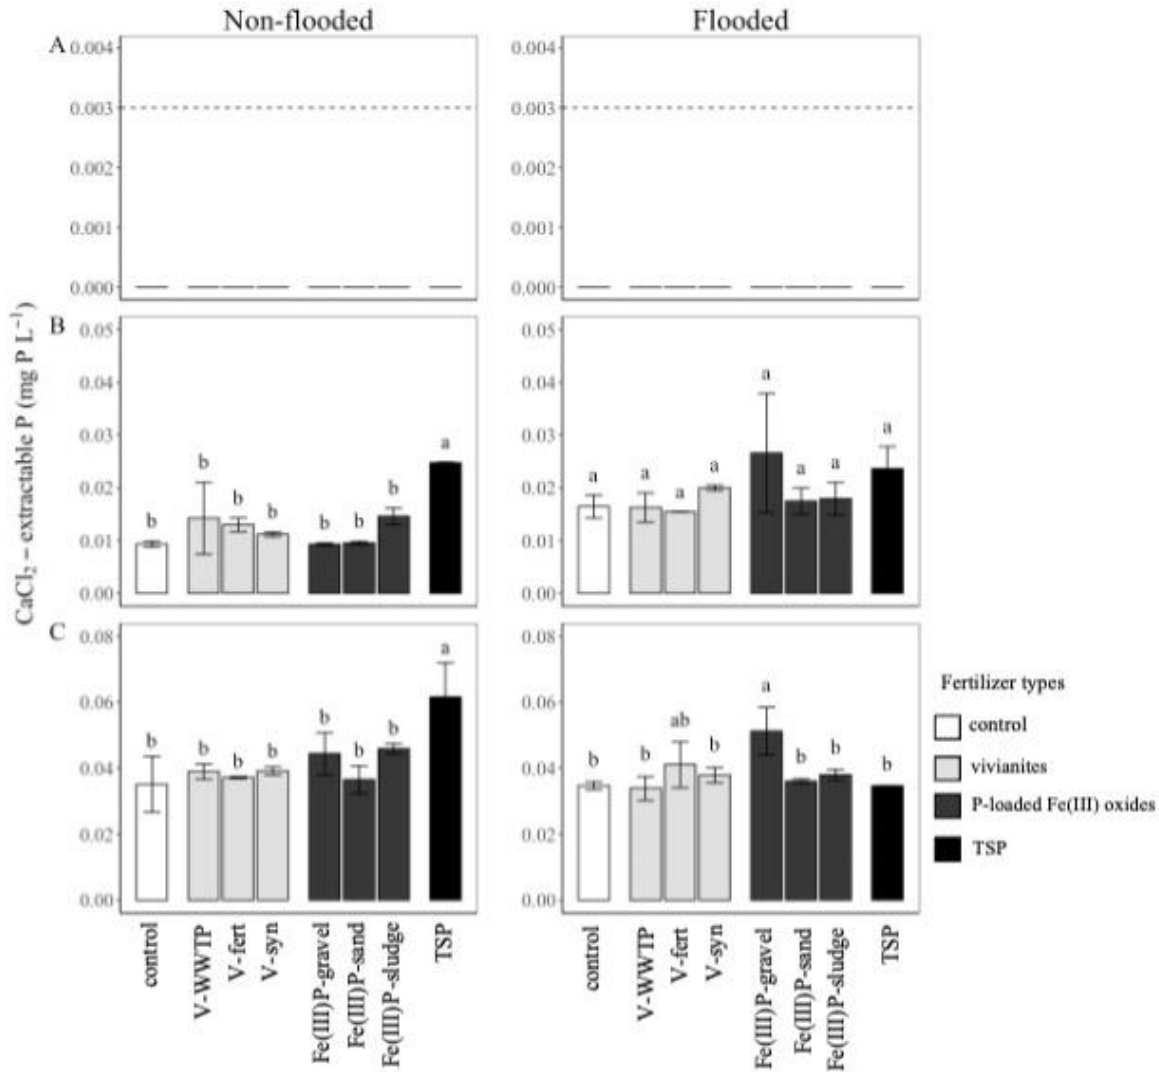 Non-flooded
Flooded
A
0.004
0.003
0.002
0.001
0.000
0.004
0.003
0.002
0.001
0.000
CaCl₂ – extractable P (mg P L⁻¹)
B
0.05
0.04
0.03
0.02
0.01
0.00
b
b
b
b
b
b
b
a
0.05
0.04
0.03
0.02
0.01
0.00
a
a
a
a
a
a
a
a
C
0.08
0.06
0.04
0.02
0.00
b
b
b
b
b
b
b
a
0.08
0.06
0.04
0.02
0.00
b
b
ab
b
a
b
b
b
control
V-WWTP
V-fert
V-syn
Fe(III)P-gravel
Fe(III)P-sand
Fe(III)P-sludge
TSP
control
V-WWTP
V-fert
V-syn
Fe(III)P-gravel
Fe(III)P-sand
Fe(III)P-sludge
TSP
Fertilizer types
control
vivianites
P-loaded Fe(III) oxides
TSP